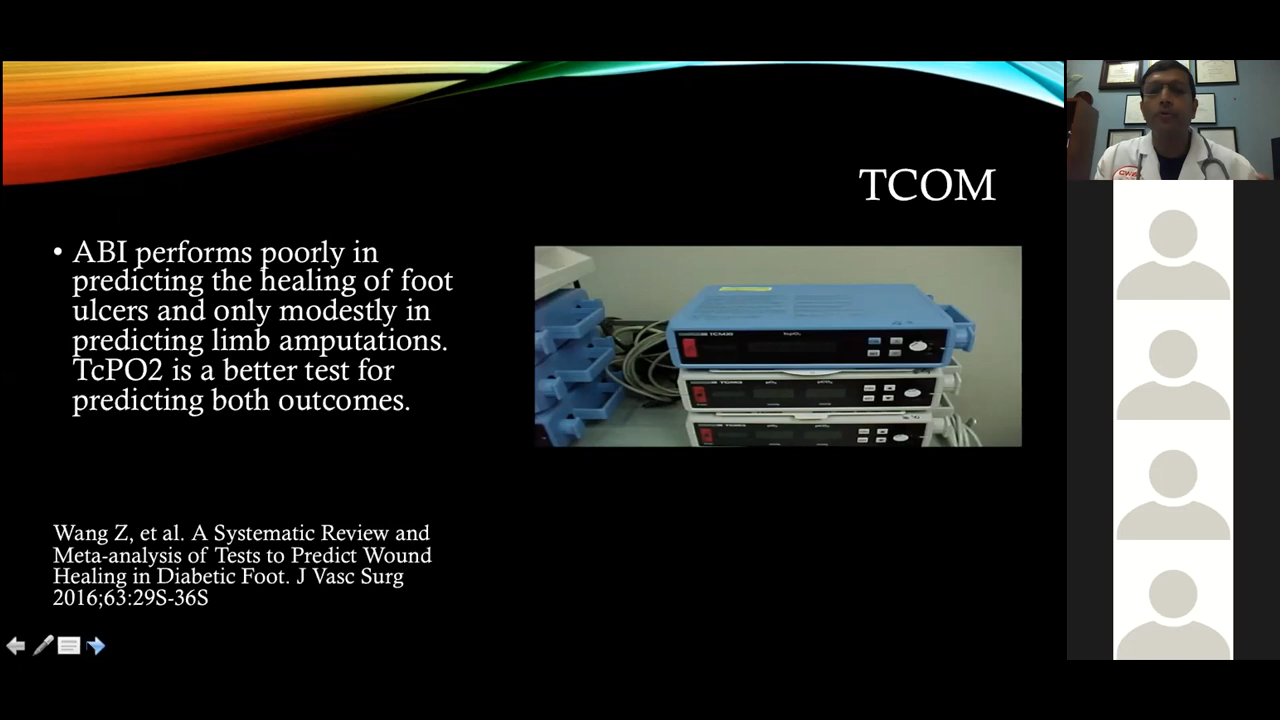 TCOM
• ABI performs poorly in
predicting the healing of foot
ulcers and only modestly in
predicting limb amputations.
TcPO2 is a better test for
predicting both outcomes.
Wang Z, et al. A Systematic Review and
Meta-analysis of Tests to Predict Wound
Healing in Diabetic Foot. J Vasc Surg
2016;63:29S-36S